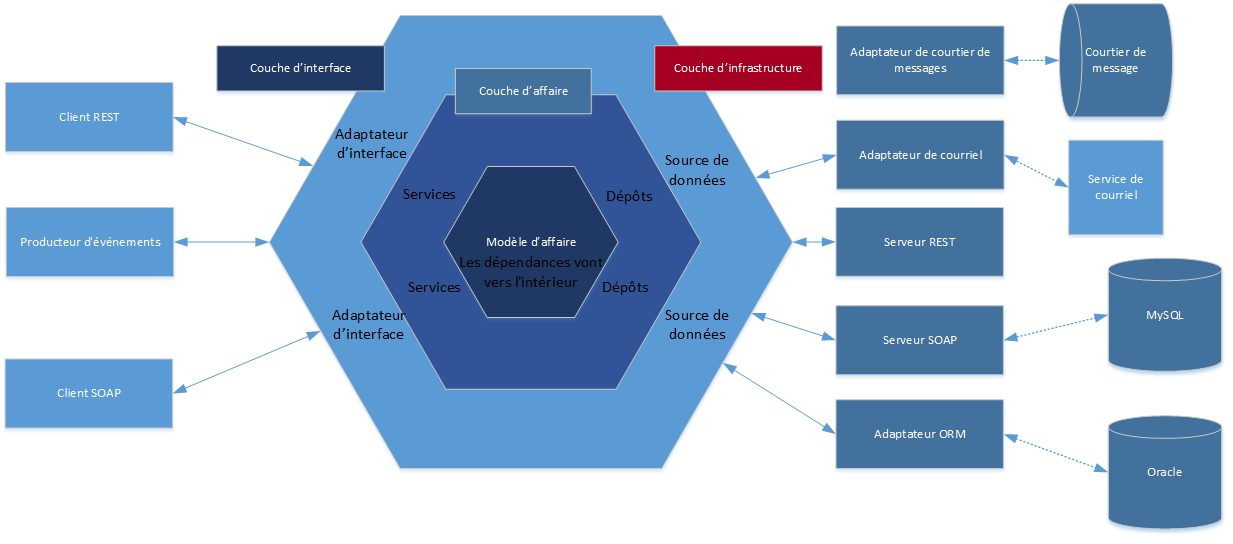 Couche d’interface
Couche d’affaire
Couche d’infrastructure
Adaptateur de courtier de
messages
Courtier de
message
Client REST
Adaptateur
d’interface
Source de
données
Adaptateur de courriel
Service de
courriel
Services
Dépôts
Producteur d'événements
Modèle d’affaire
Les dépendances vont
vers l'intérieur
Serveur REST
Services
Dépôts
Adaptateur
d’interface
Source de
données
Serveur SOAP
MySQL
Client SOAP
Adaptateur ORM
Oracle